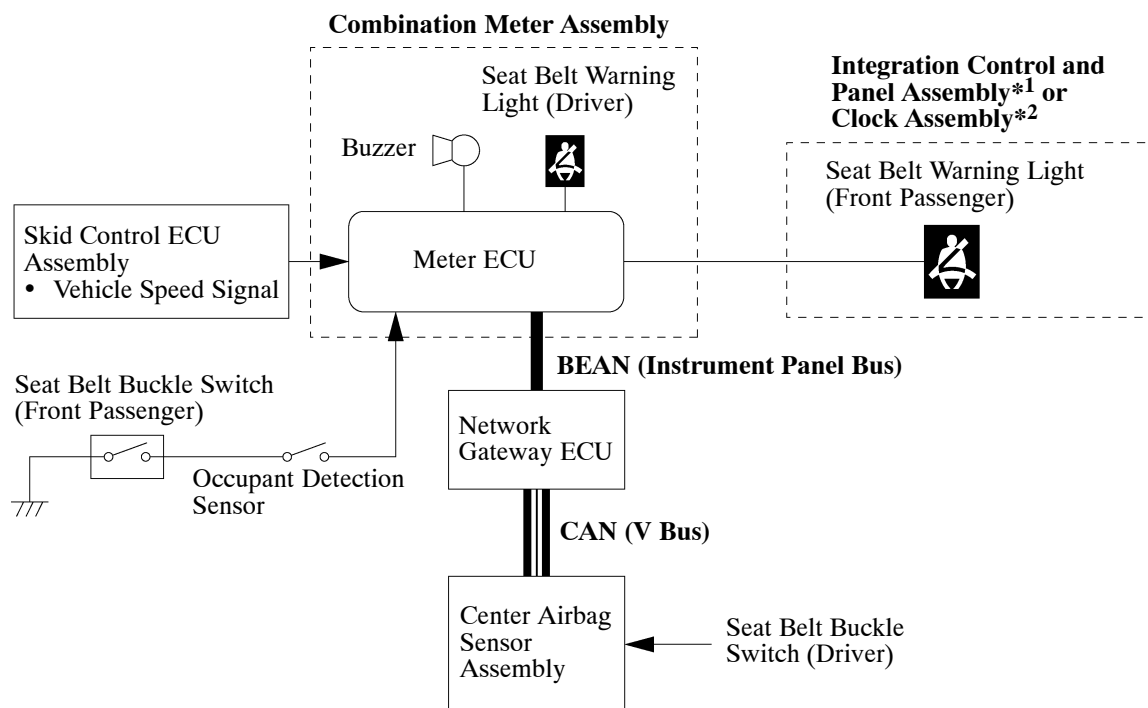 Combination Meter Assembly
Seat Belt Warning
Light (Driver)
Buzzer
Integration Control and
Panel Assembly*1 or
Clock Assembly*2
Seat Belt Warning Light
(Front Passenger)
Skid Control ECU
Assembly
• Vehicle Speed Signal
Meter ECU
BEAN (Instrument Panel Bus)
Seat Belt Buckle Switch
(Front Passenger)
Network
Gateway ECU
Occupant Detection
Sensor
CAN (V Bus)
Center Airbag
Sensor
Assembly
Seat Belt Buckle
Switch (Driver)